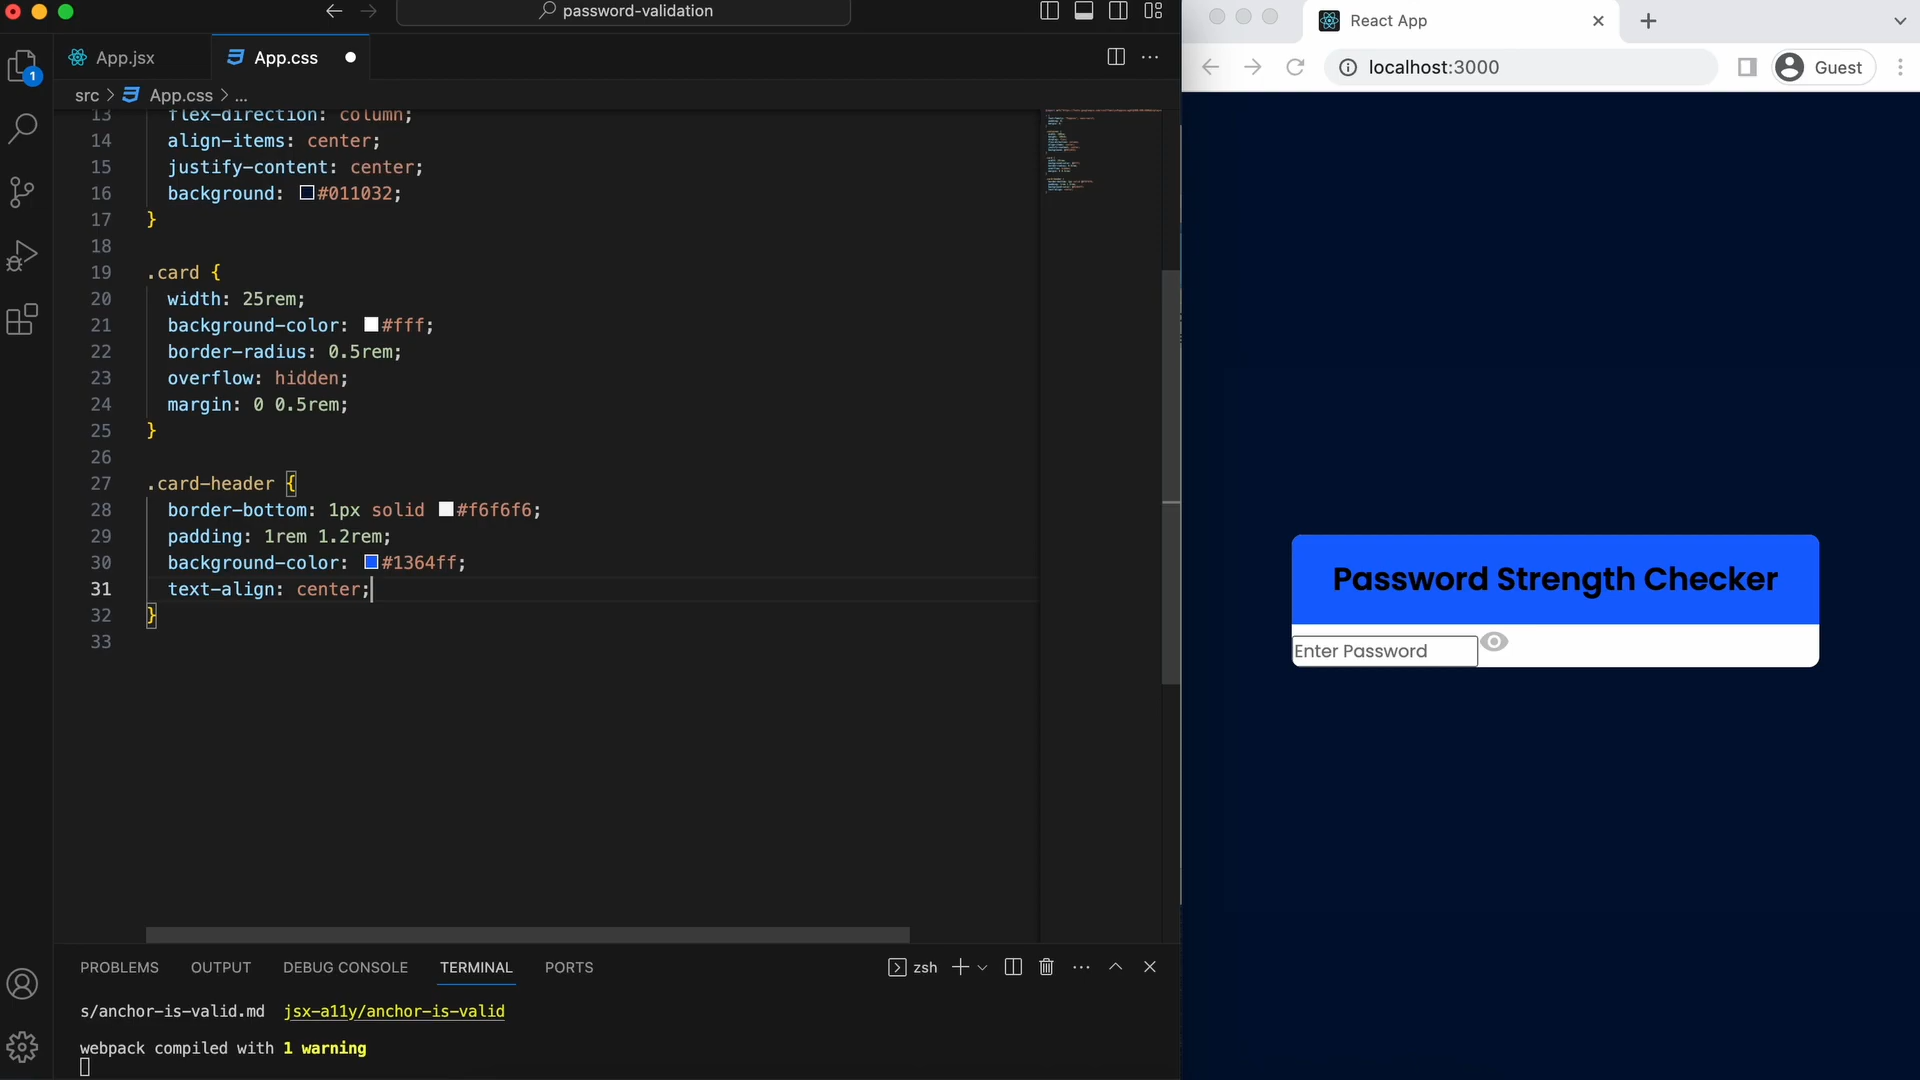 password-validation
1
App.jsx
App.css
src > App.css > ...
13 flex-direction: column;
14 align-items: center;
15 justify-content: center;
16 background: #011032;
17 }
18
19 .card {
20 width: 25rem;
21 background-color: #fff;
22 border-radius: 0.5rem;
23 overflow: hidden;
24 margin: 0 0.5rem;
25 }
26
27 .card-header {
28 border-bottom: 1px solid #f6f6f6;
29 padding: 1rem 1.2rem;
30 background-color: #1364ff;
31 text-align: center;
32 }
33
PROBLEMS OUTPUT DEBUG CONSOLE TERMINAL PORTS
zsh
s/anchor-is-valid.md jsx-a11y/anchor-is-valid
webpack compiled with 1 warning
React App
localhost:3000
Guest
Password Strength Checker
Enter Password